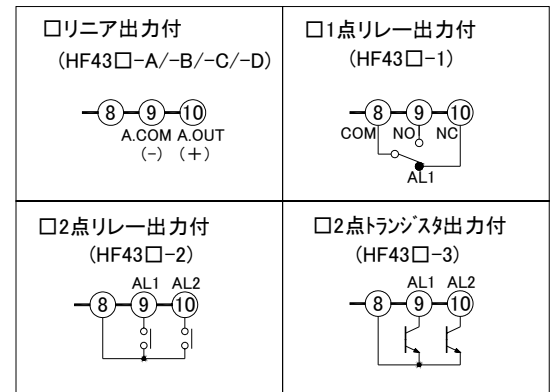 □リニア出力付
(HF43□-A/-B/-C/-D)
8 9 10
A.COM A.OUT
(-) (+)
□1点リレー出力付
(HF43□-1)
8 9 10
COM NO NC
AL1
□2点リレー出力付
(HF43□-2)
AL1 AL2
8 9 10
□2点トランジスタ出力付
(HF43□-3)
AL1 AL2
8 9 10